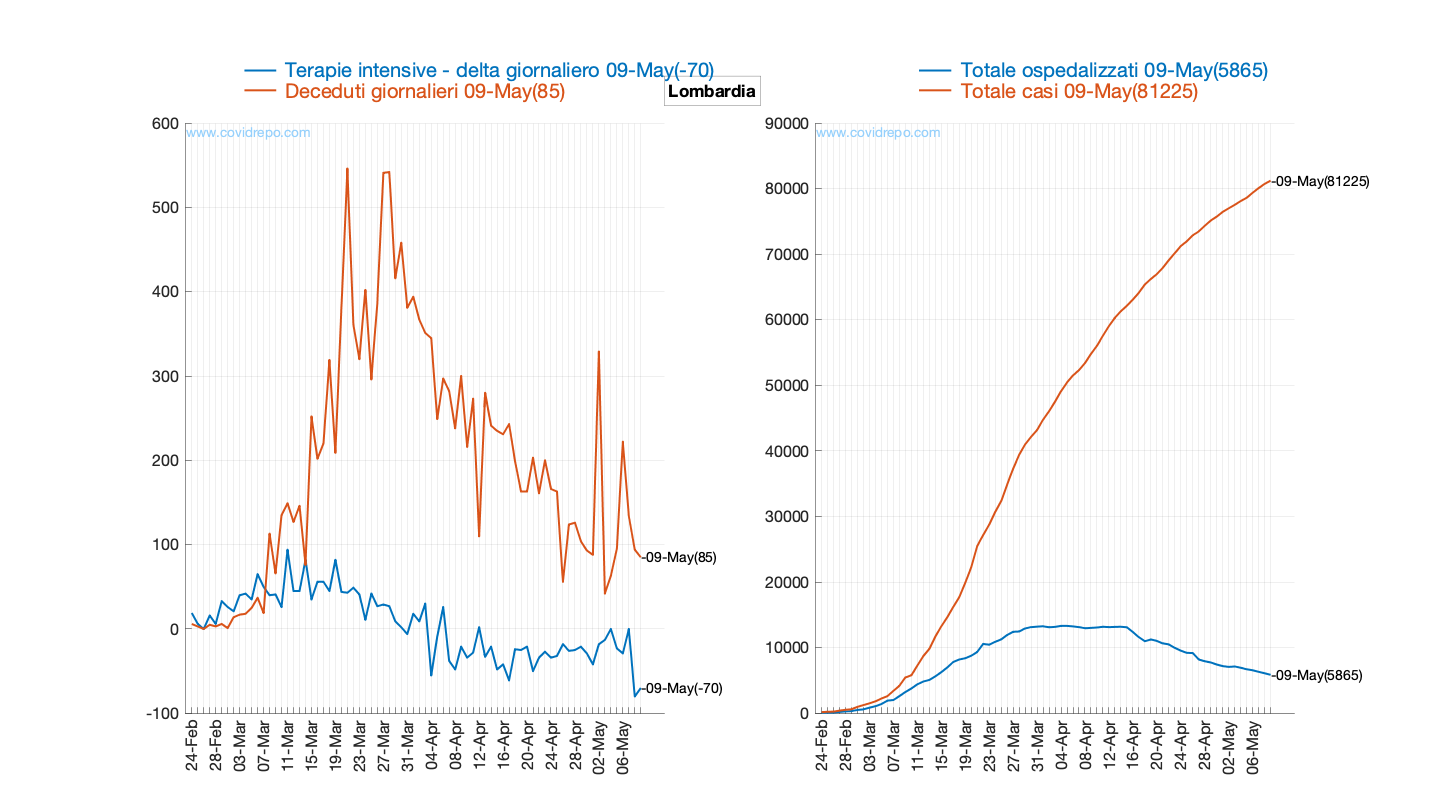 Terapie intensive - delta giornaliero 09-May(-70)
Deceduti giornalieri 09-May(85)
Lombardia
Totale ospedalizzati 09-May(5865)
Totale casi 09-May(81225)
www.covidrepo.com
600
500
400
300
200
100
0
-100
-09-May(85)
-09-May(-70)
24-Feb
28-Feb
03-Mar
07-Mar
11-Mar
15-Mar
19-Mar
23-Mar
27-Mar
31-Mar
04-Apr
08-Apr
12-Apr
16-Apr
20-Apr
24-Apr
28-Apr
02-May
06-May
www.covidrepo.com
90000
80000
70000
60000
50000
40000
30000
20000
10000
0
-09-May(81225)
-09-May(5865)
24-Feb
28-Feb
03-Mar
07-Mar
11-Mar
15-Mar
19-Mar
23-Mar
27-Mar
31-Mar
04-Apr
08-Apr
12-Apr
16-Apr
20-Apr
24-Apr
28-Apr
02-May
06-May